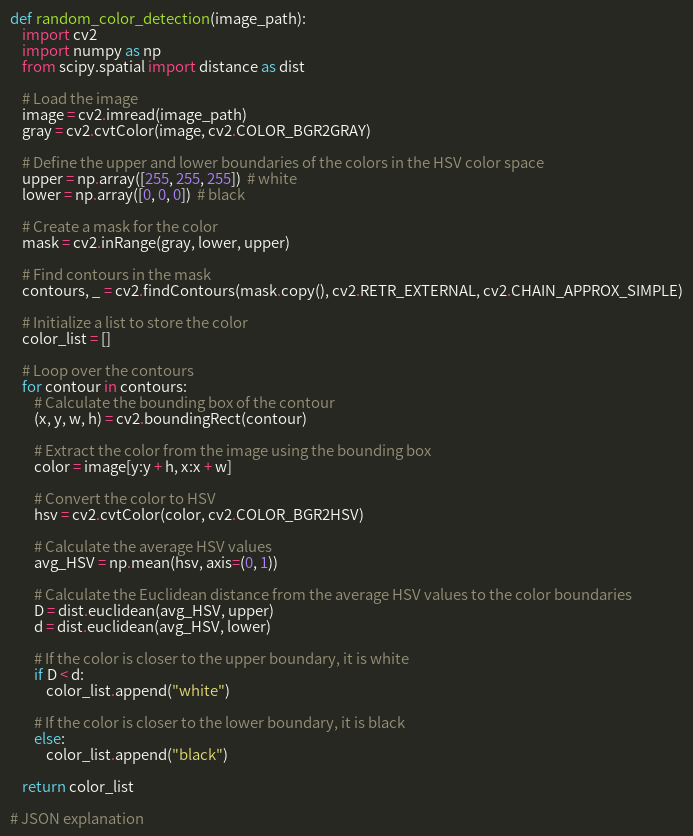 def random_color_detection(image_path):
    import cv2
    import numpy as np
    from scipy.spatial import distance as dist

    # Load the image
    image = cv2.imread(image_path)
    gray = cv2.cvtColor(image, cv2.COLOR_BGR2GRAY)

    # Define the upper and lower boundaries of the colors in the HSV color space
    upper = np.array([255, 255, 255])  # white
    lower = np.array([0, 0, 0])  # black

    # Create a mask for the color
    mask = cv2.inRange(gray, lower, upper)

    # Find contours in the mask
    contours, _ = cv2.findContours(mask.copy(), cv2.RETR_EXTERNAL, cv2.CHAIN_APPROX_SIMPLE)

    # Initialize a list to store the color
    color_list = []

    # Loop over the contours
    for contour in contours:
        # Calculate the bounding box of the contour
        (x, y, w, h) = cv2.boundingRect(contour)

        # Extract the color from the image using the bounding box
        color = image[y:y + h, x:x + w]

        # Convert the color to HSV
        hsv = cv2.cvtColor(color, cv2.COLOR_BGR2HSV)

        # Calculate the average HSV values
        avg_HSV = np.mean(hsv, axis=(0, 1))

        # Calculate the Euclidean distance from the average HSV values to the color boundaries
        D = dist.euclidean(avg_HSV, upper)
        d = dist.euclidean(avg_HSV, lower)

        # If the color is closer to the upper boundary, it is white
        if D < d:
            color_list.append("white")

        # If the color is closer to the lower boundary, it is black
        else:
            color_list.append("black")

    return color_list

# JSON explanation